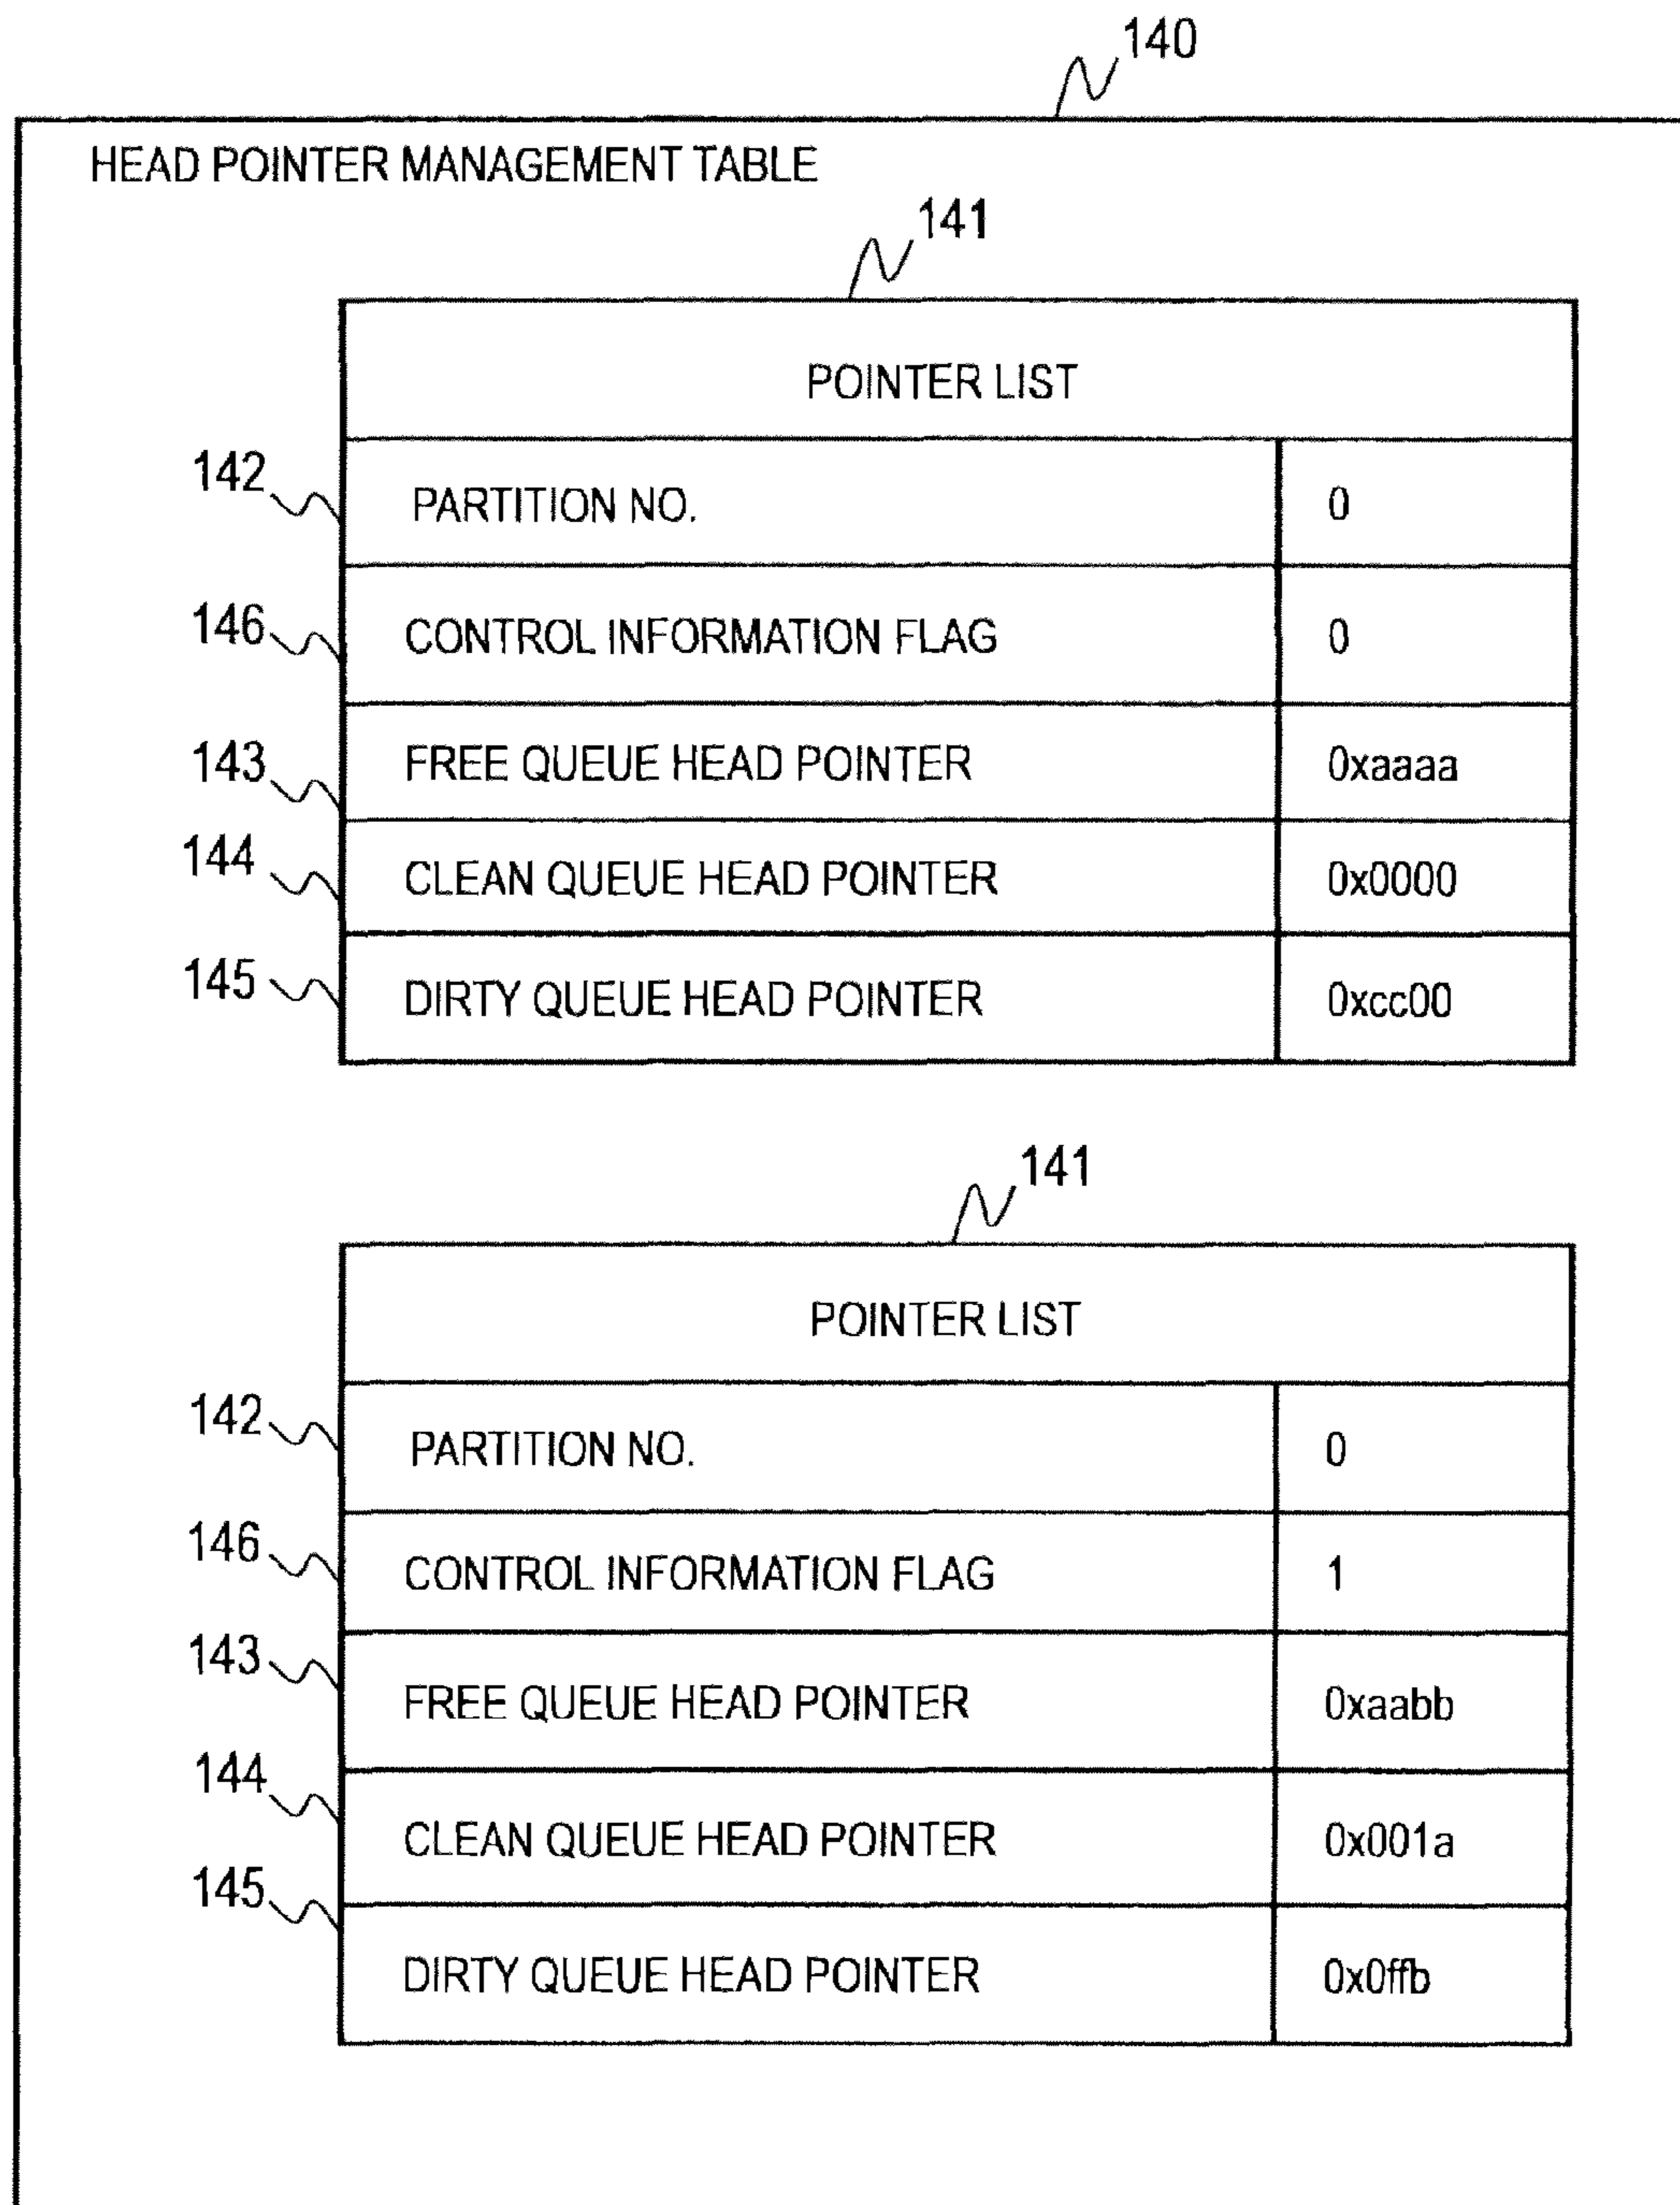 140
HEAD POINTER MANAGEMENT TABLE
141
POINTER LIST
142 PARTITION NO. 0
146 CONTROL INFORMATION FLAG 0
143 FREE QUEUE HEAD POINTER 0xaaaa
144 CLEAN QUEUE HEAD POINTER 0x0000
145 DIRTY QUEUE HEAD POINTER 0xcc00
141
POINTER LIST
142 PARTITION NO. 0
146 CONTROL INFORMATION FLAG 1
143 FREE QUEUE HEAD POINTER 0xaabb
144 CLEAN QUEUE HEAD POINTER 0x001a
145 DIRTY QUEUE HEAD POINTER 0x0ffb